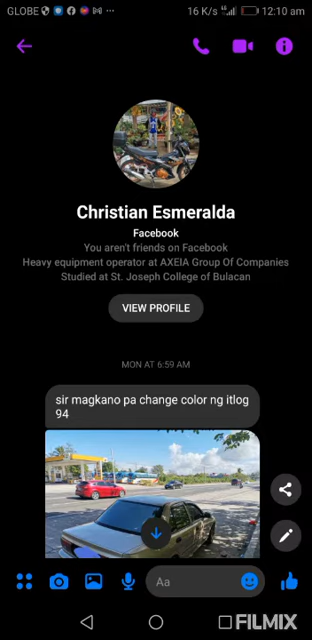 GLOBE
16 K/s
12:10 am
Christian Esmeralda
Facebook
You aren't friends on Facebook
Heavy equipment operator at AXEIA Group Of Companies
Studied at St. Joseph College of Bulacan
VIEW PROFILE
MON AT 6:59 AM
sir magkano pa change color ng itlog
94
Aa
FILMIX